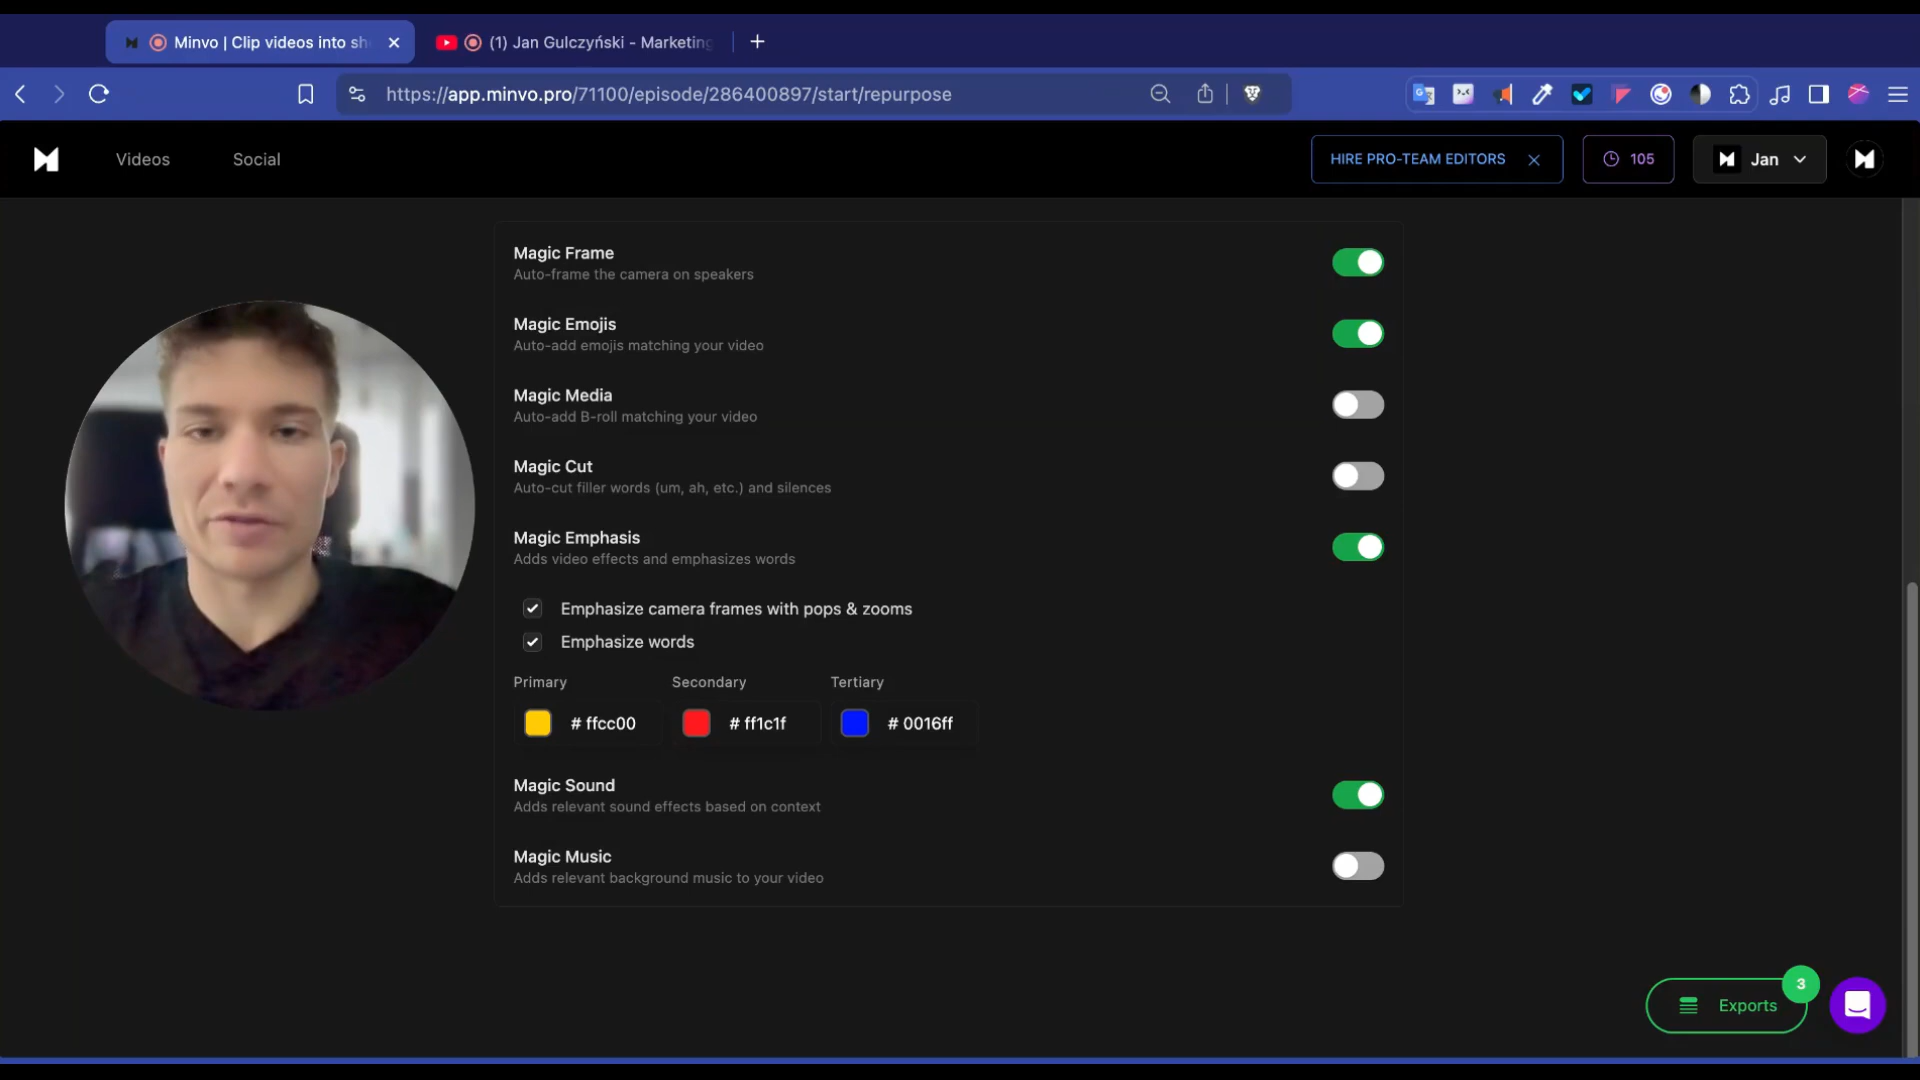 Minvo | Clip videos into sh
(1) Jan Gulczyński - Marketing
https://app.minvo.pro/71100/episode/286400897/start/repurpose
Videos
Social
HIRE PRO-TEAM EDITORS
105
Jan
Magic Frame
Auto-frame the camera on speakers
Magic Emojis
Auto-add emojis matching your video
Magic Media
Auto-add B-roll matching your video
Magic Cut
Auto-cut filler words (um, ah, etc.) and silences
Magic Emphasis
Adds video effects and emphasizes words
Emphasize camera frames with pops & zooms
Emphasize words
Primary
Secondary
Tertiary
# ffcc00
# ff1c1f
# 0016ff
Magic Sound
Adds relevant sound effects based on context
Magic Music
Adds relevant background music to your video
3
Exports